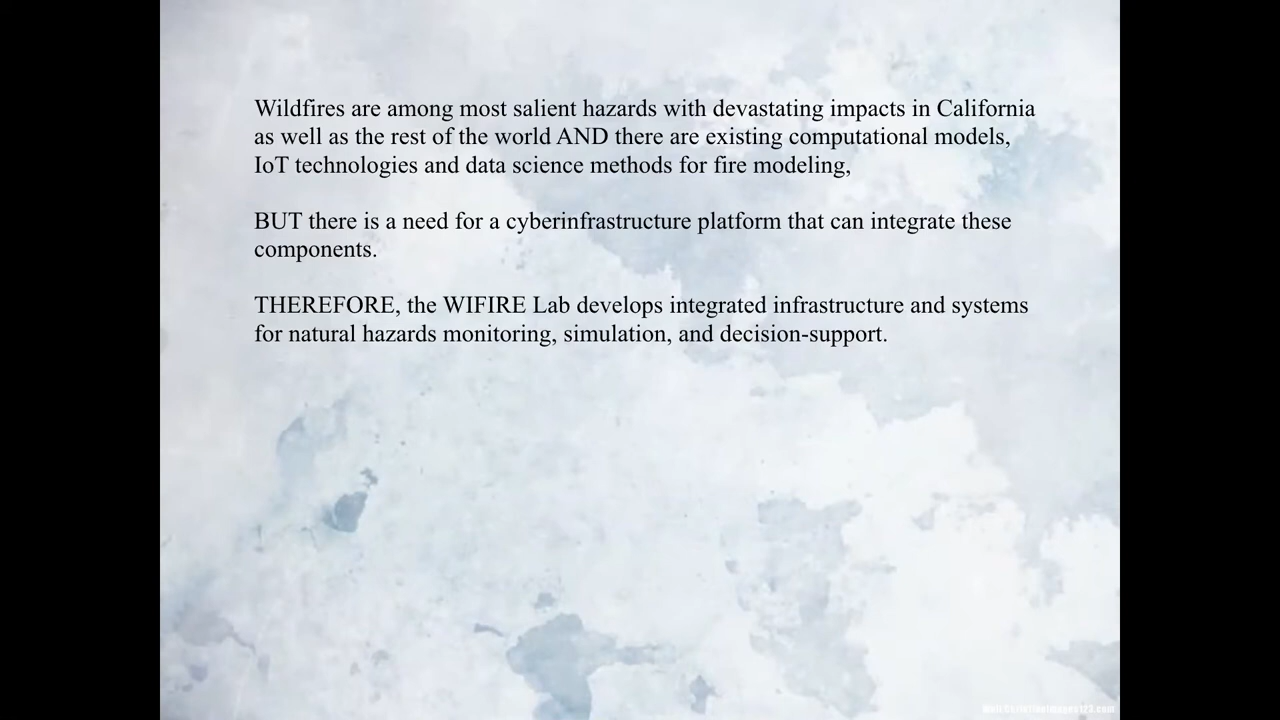 Wildfires are among most salient hazards with devastating impacts in California
as well as the rest of the world AND there are existing computational models,
IoT technologies and data science methods for fire modeling,
BUT there is a need for a cyberinfrastructure platform that can integrate these
components.
THEREFORE, the WIFIRE Lab develops integrated infrastructure and systems
for natural hazards monitoring, simulation, and decision-support.